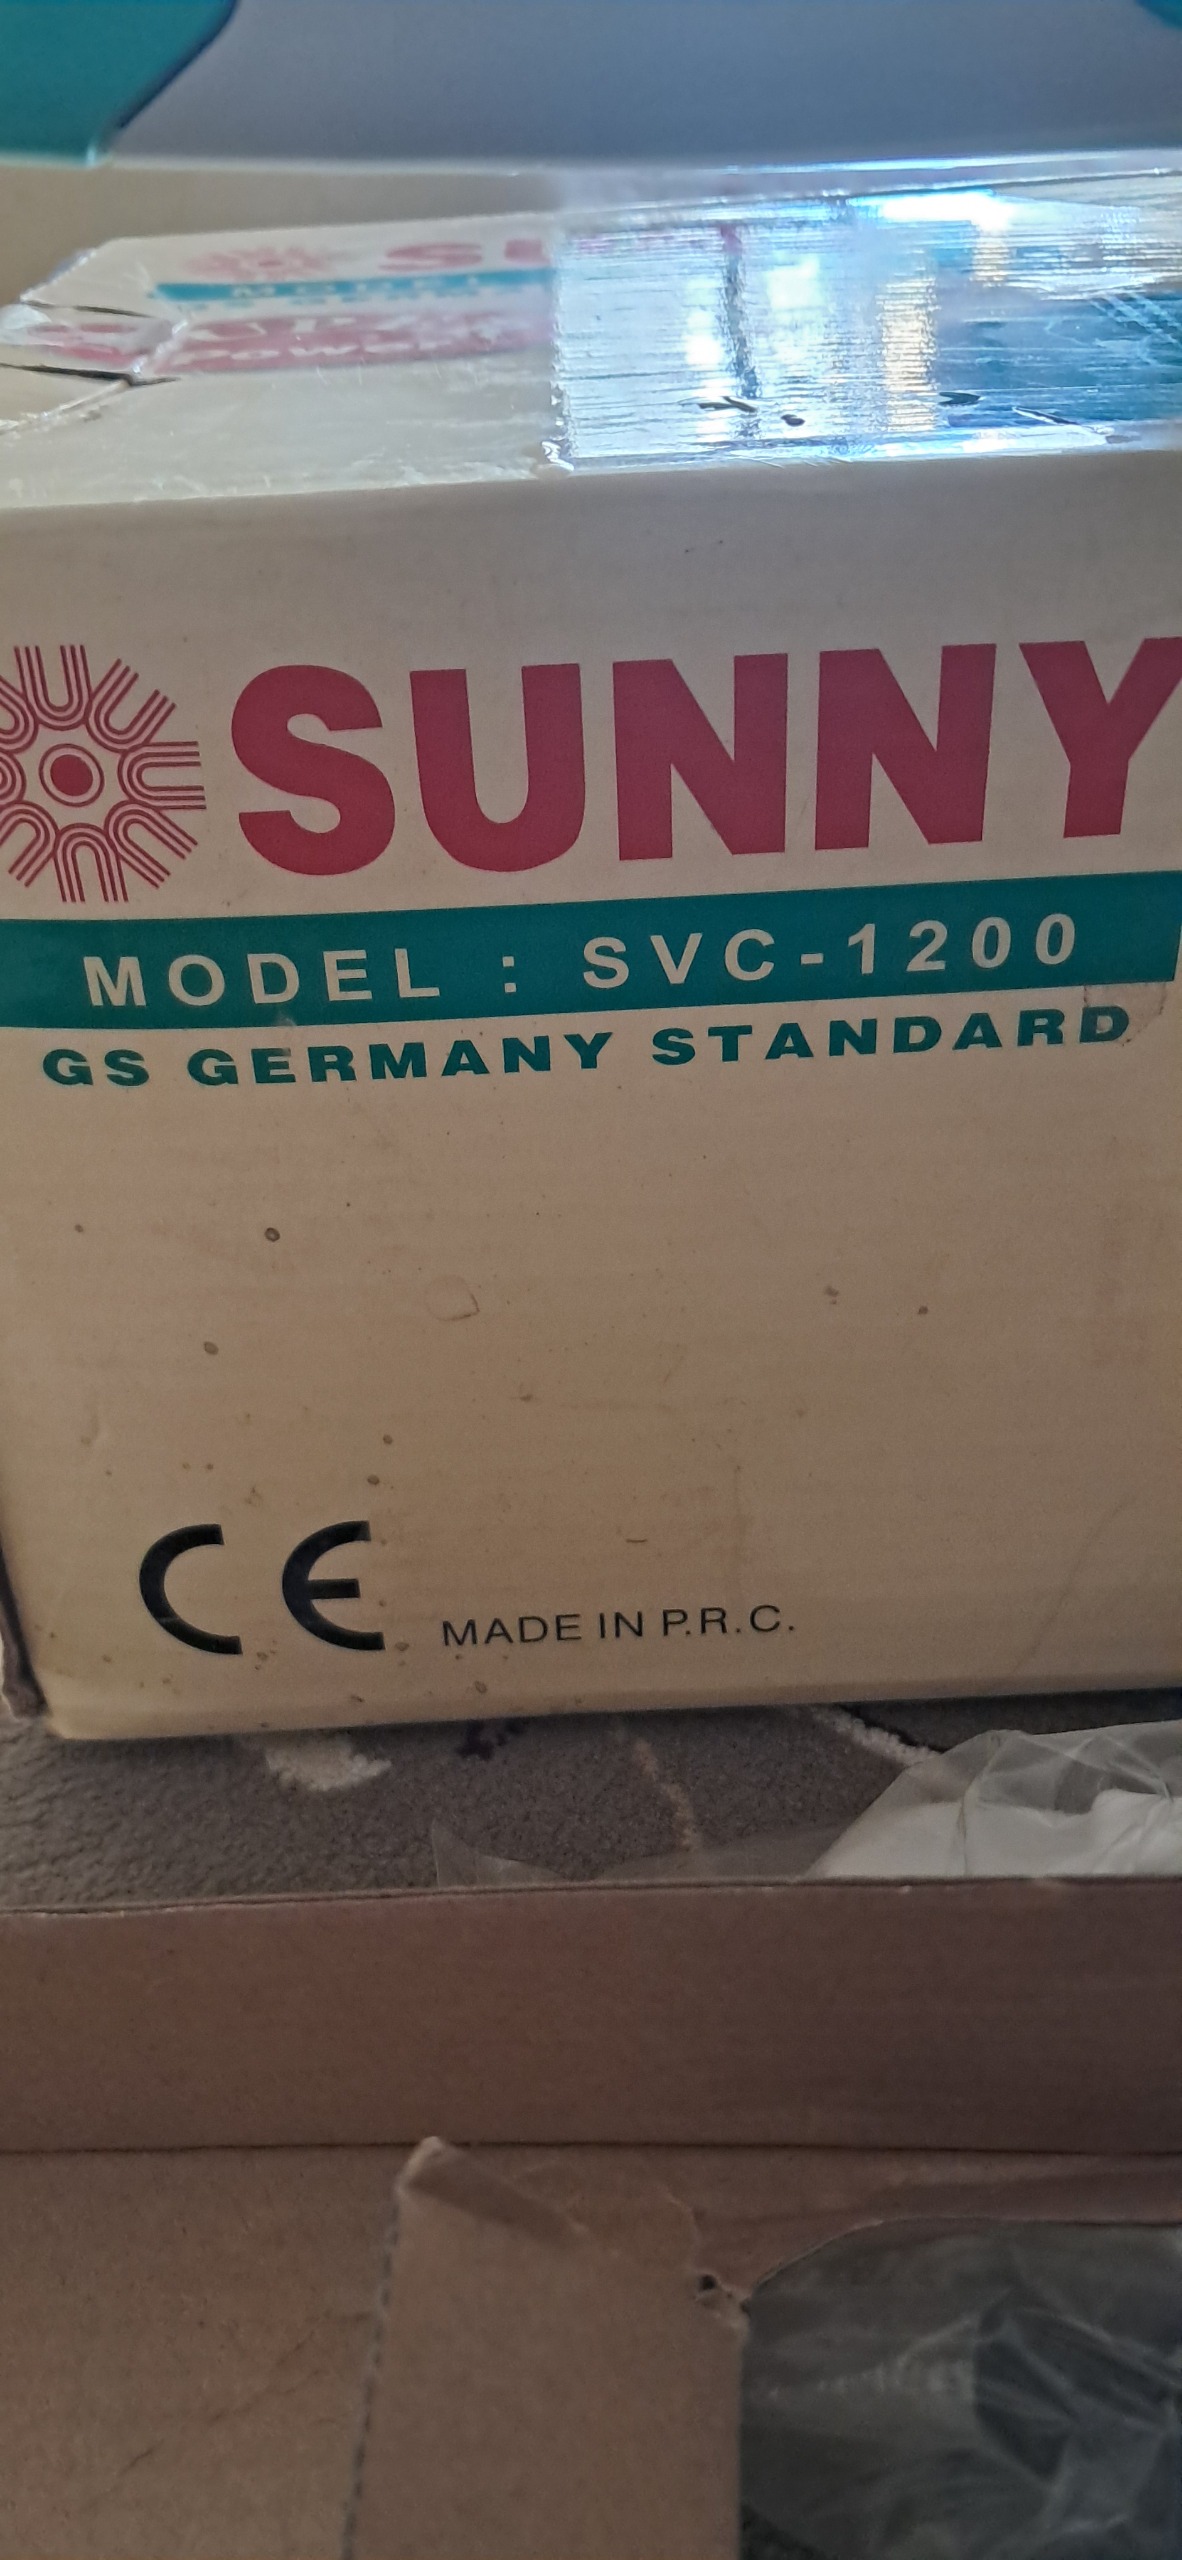 SUNNY
MODEL : SVC-1200
GS GERMANY STANDARD
CE MADE IN P.R.C.